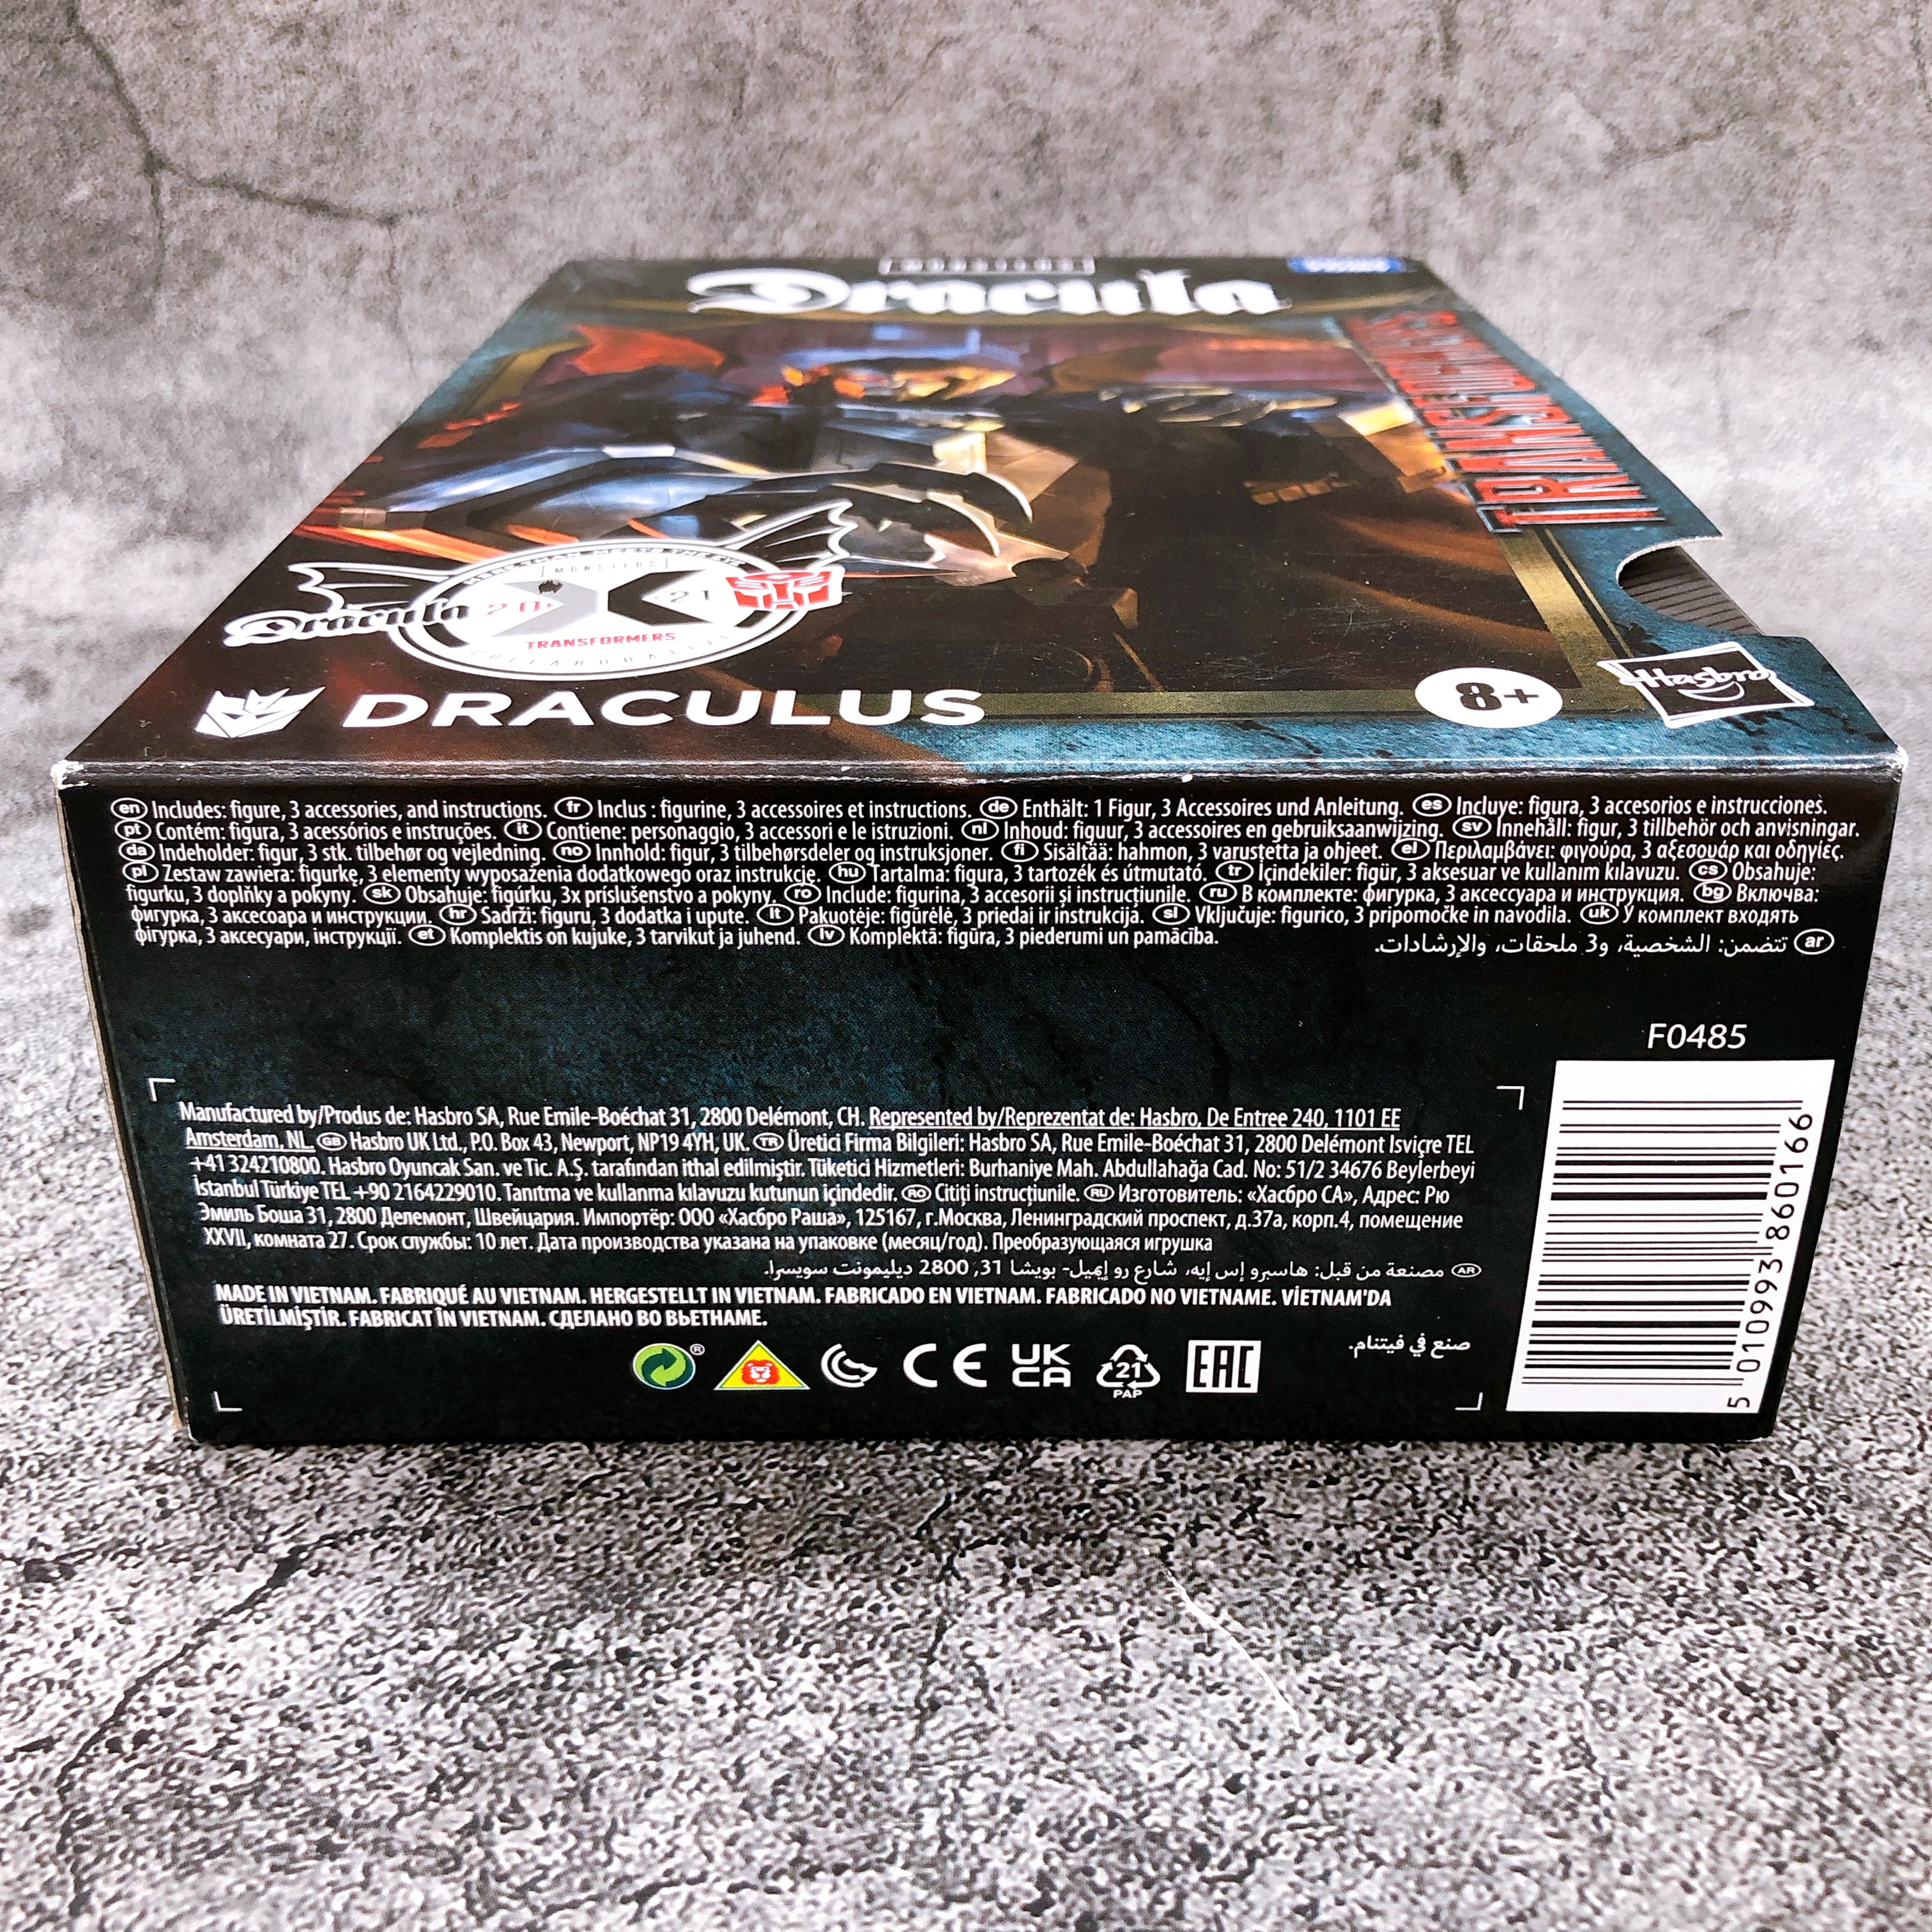 Dracula
TRANSFORMERS
MONSTERS
Dracula 20 21
TRANSFORMERS
COLLABORATIVE
DRACULUS
8+
Hasbro
en Includes: figure, 3 accessories, and instructions. fr Inclus : figurine, 3 accessoires et instructions. de Enthält: 1 Figur, 3 Accessoires und Anleitung. es Incluye: figura, 3 accesorios e instrucciones.
pt Contém: figura, 3 acessórios e instruções. it Contiene: personaggio, 3 accessori e le istruzioni. nl Inhoud: figuur, 3 accessoires en gebruiksaanwijzing. sv Innehåll: figur, 3 tillbehör och anvisningar.
da Indeholder: figur, 3 stk. tilbehør og vejledning. no Innhold: figur, 3 tilbehørsdeler og instruksjoner. fi Sisältää: hahmon, 3 varustetta ja ohjeet. el Περιλαμβάνει: φιγούρα, 3 αξεσουάρ και οδηγίες.
pl Zestaw zawiera: figurkę, 3 elementy wyposażenia dodatkowego oraz instrukcję. hu Tartalma: figura, 3 tartozék és útmutató. tr İçindekiler: figür, 3 aksesuar ve kullanım kılavuzu. cs Obsahuje:
figurku, 3 doplňky a pokyny. sk Obsahuje: figúrku, 3x príslušenstvo a pokyny. ro Include: figurina, 3 accesorii și instrucțiunile. ru В комплекте: фигурка, 3 аксессуара и инструкция. bg Включва:
фигурка, 3 аксесоара и инструкции. hr Sadrži: figuru, 3 dodatka i upute. lt Pakuotėje: figūrėlė, 3 priedai ir instrukcija. sl Vključuje: figurico, 3 pripomočke in navodila. uk У комплект входять
фігурка, 3 аксесуари, інструкції. et Komplektis on kujuke, 3 tarvikut ja juhend. lv Komplektā: figūra, 3 piederumi un pamācība.
ar تتضمن: الشخصية، و3 ملحقات، والإرشادات.
F0485
Manufactured by/Produs de: Hasbro SA, Rue Emile-Boéchat 31, 2800 Delémont, CH. Represented by/Reprezentat de: Hasbro, De Entree 240, 1101 EE
Amsterdam, NL. GB Hasbro UK Ltd., P.O. Box 43, Newport, NP19 4YH, UK. TR Üretici Firma Bilgileri: Hasbro SA, Rue Emile-Boéchat 31, 2800 Delémont Isviçre TEL
+41 324210800. Hasbro Oyuncak San. ve Tic. A.Ş. tarafından ithal edilmiştir. Tüketici Hizmetleri: Burhaniye Mah. Abdullahağa Cad. No: 51/2 34676 Beylerbeyi
İstanbul Türkiye TEL +90 2164229010. Tanıtma ve kullanma kılavuzu kutunun içindedir. RO Citiți instrucțiunile. RU Изготовитель: «Хасбро СА», Адрес: Рю
Эмиль Боша 31, 2800 Делемонт, Швейцария. Импортёр: ООО «Хасбро Раша», 125167, г.Москва, Ленинградский проспект, д.37а, корп.4, помещение
XXVII, комната 27. Срок службы: 10 лет. Дата производства указана на упаковке (месяц/год). Преобразующаяся игрушка
AR مصنعة من قبل: هاسبرو إس إيه، شارع رو إيميل- بويشا 31, 2800 ديليمونت سويسرا.
MADE IN VIETNAM. FABRIQUÉ AU VIETNAM. HERGESTELLT IN VIETNAM. FABRICADO EN VIETNAM. FABRICADO NO VIETNAME. VİETNAM'DA
ÜRETİLMİŞTİR. FABRICAT ÎN VIETNAM. СДЕЛАНО ВО ВЬЕТНАМЕ.
صنع في فيتنام.
CE UK CA 21 PAP EAC
5 010993 860166